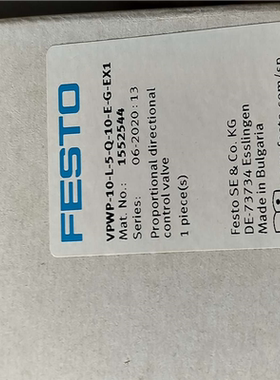 FESTO
VPWP-10-L-5-Q-10-E-G-EX1
Mat. No.: 1552544
Series: 06-2020:13
Proportional directional
control valve
1 piece(s)
Festo SE & Co. KG
DE-73734 Esslingen
Made in Bulgaria